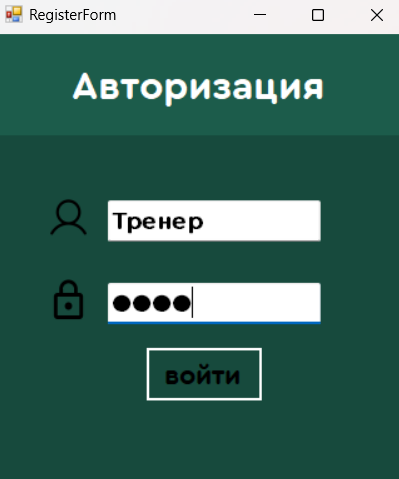 RegisterForm
Авторизация
Тренер
●●●●
войти